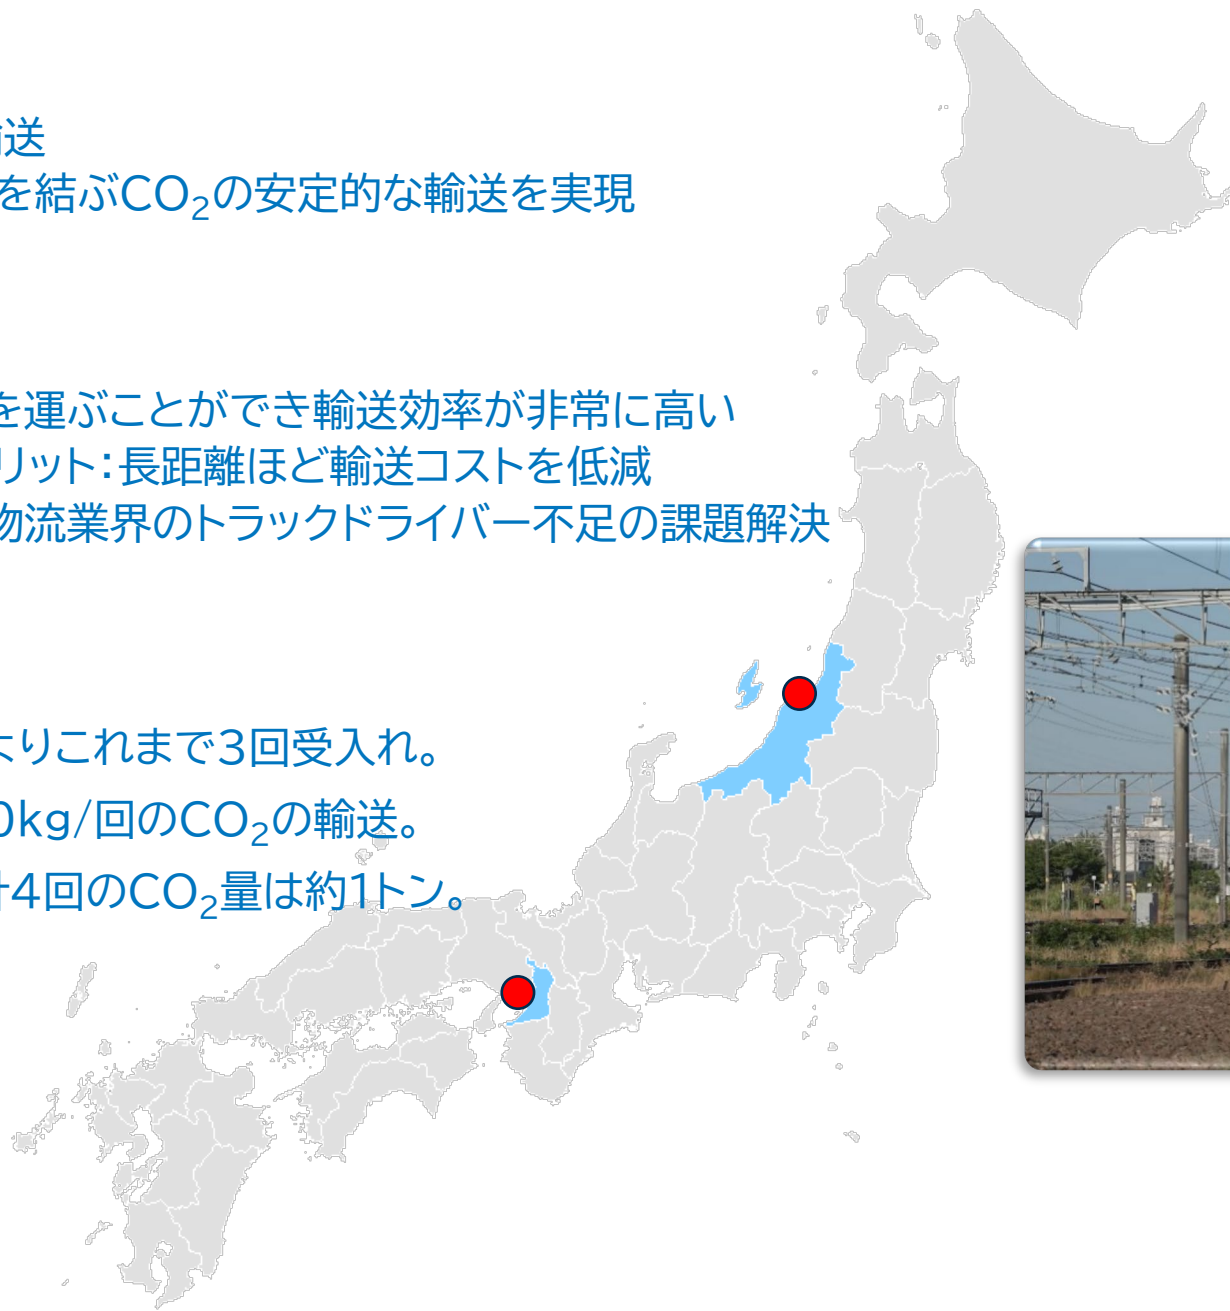 送
を結ぶCO₂の安定的な輸送を実現
を運ぶことができ輸送効率が非常に高い
リット：長距離ほど輸送コストを低減
物流業界のトラックドライバー不足の課題解決
よりこれまで3回受入れ。
0kg/回のCO₂の輸送。
計4回のCO₂量は約1トン。